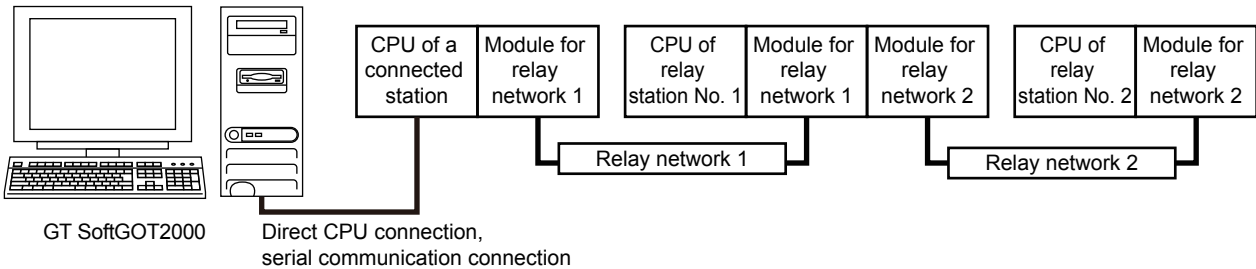 CPU of a
connected
station
Module for
relay
network 1
CPU of
relay
station No. 1
Module for
relay
network 1
Module for
relay
network 2
CPU of
relay
station No. 2
Module for
relay
network 2
Relay network 1
Relay network 2
GT SoftGOT2000
Direct CPU connection,
serial communication connection